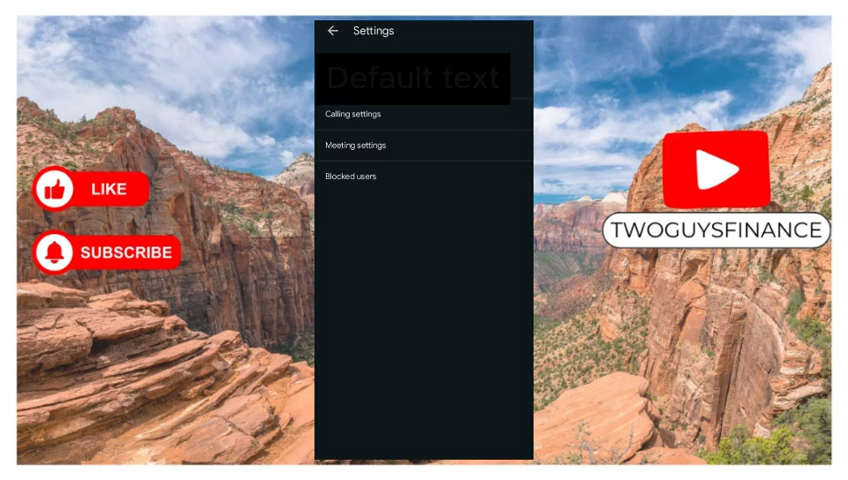 Settings
Default text
Calling settings
Meeting settings
Blocked users
LIKE
SUBSCRIBE
TWOGUYSFINANCE